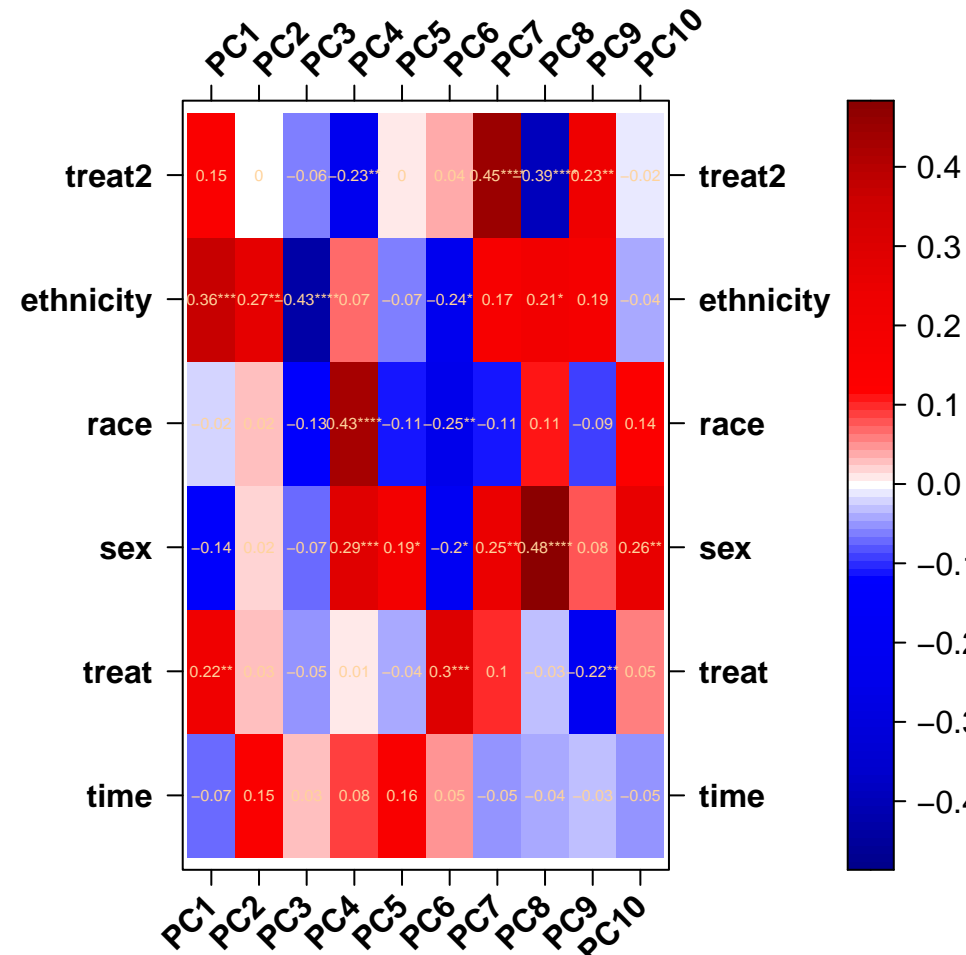 PC1 PC2 PC3 PC4 PC5 PC6 PC7 PC8 PC9 PC10
treat2 0.15 0 −0.06 −0.23** 0 0.04 0.45**** −0.39**** 0.23** −0.02 treat2
ethnicity 0.36*** 0.27** −0.43**** 0.07 −0.07 −0.24* 0.17 0.21* 0.19 −0.04 ethnicity
race 0.02 −0.13 0.43**** −0.11 −0.25** −0.11 0.11 −0.09 0.14 race
sex −0.14 0.02 −0.07 0.29*** 0.19* −0.2* 0.25** 0.48**** 0.08 0.26** sex
treat 0.22** 0.03 −0.05 0.01 −0.04 0.3*** 0.1 −0.03 −0.22** 0.05 treat
time −0.07 0.15 0.03 0.08 0.16 0.05 −0.05 −0.04 −0.03 −0.05 time
PC1 PC2 PC3 PC4 PC5 PC6 PC7 PC8 PC9 PC10
0.4
0.3
0.2
0.1
0.0
−0.
−0.2
−0.3
−0.4